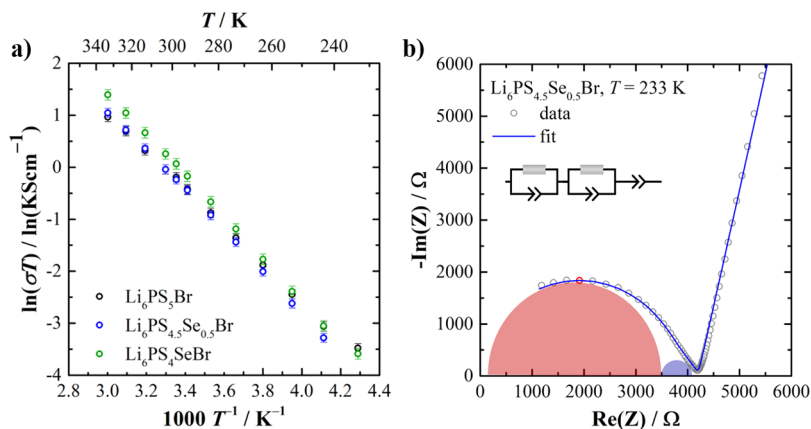 a)
T / K
340 320 300 280 260 240
2
1
0
-1
-2
-3
-4
ln(σT) / ln(KScm⁻¹)
Li₆PS₅Br
Li₆PS₄.₅Se₀.₅Br
Li₆PS₄SeBr
2.8 3.0 3.2 3.4 3.6 3.8 4.0 4.2 4.4
1000 T⁻¹ / K⁻¹
b)
6000
5000
4000
3000
2000
1000
0
-Im(Z) / Ω
Li₆PS₄.₅Se₀.₅Br, T = 233 K
data
fit
0 1000 2000 3000 4000 5000 6000
Re(Z) / Ω